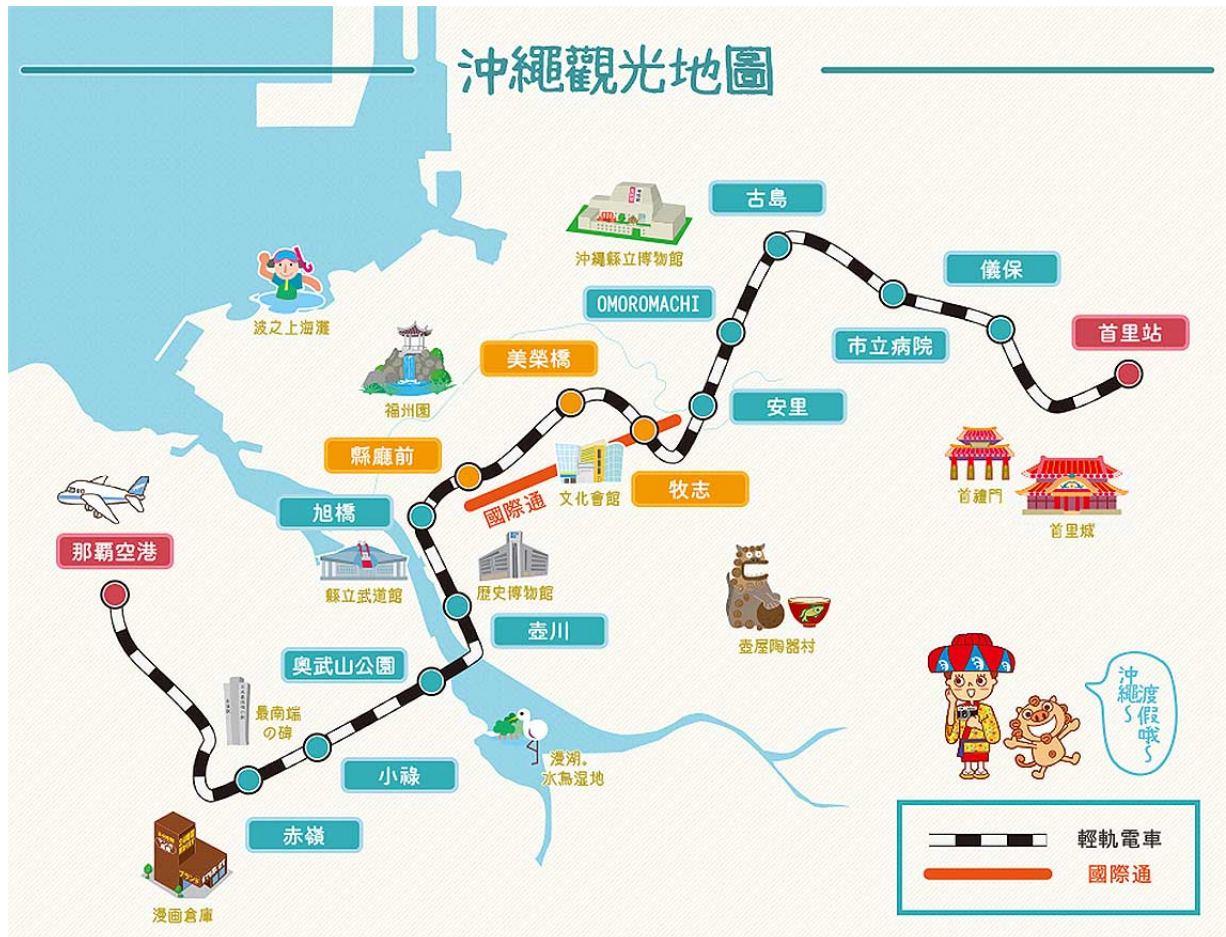 沖繩觀光地圖
古島
沖繩縣立博物館
儀保
OMOROMACHI
波之上海灘
首里站
市立病院
美榮橋
福州園
安里
縣廳前
首禮門
牧志
文化會館
國際通
旭橋
首里城
那霸空港
縣立武道館
歷史博物館
壺川
壺屋陶器村
奧武山公園
沖繩~
渡假哦~
最南端
の碑
漫湖。
水鳥湿地
小祿
赤嶺
輕軌電車
國際通
漫画倉庫